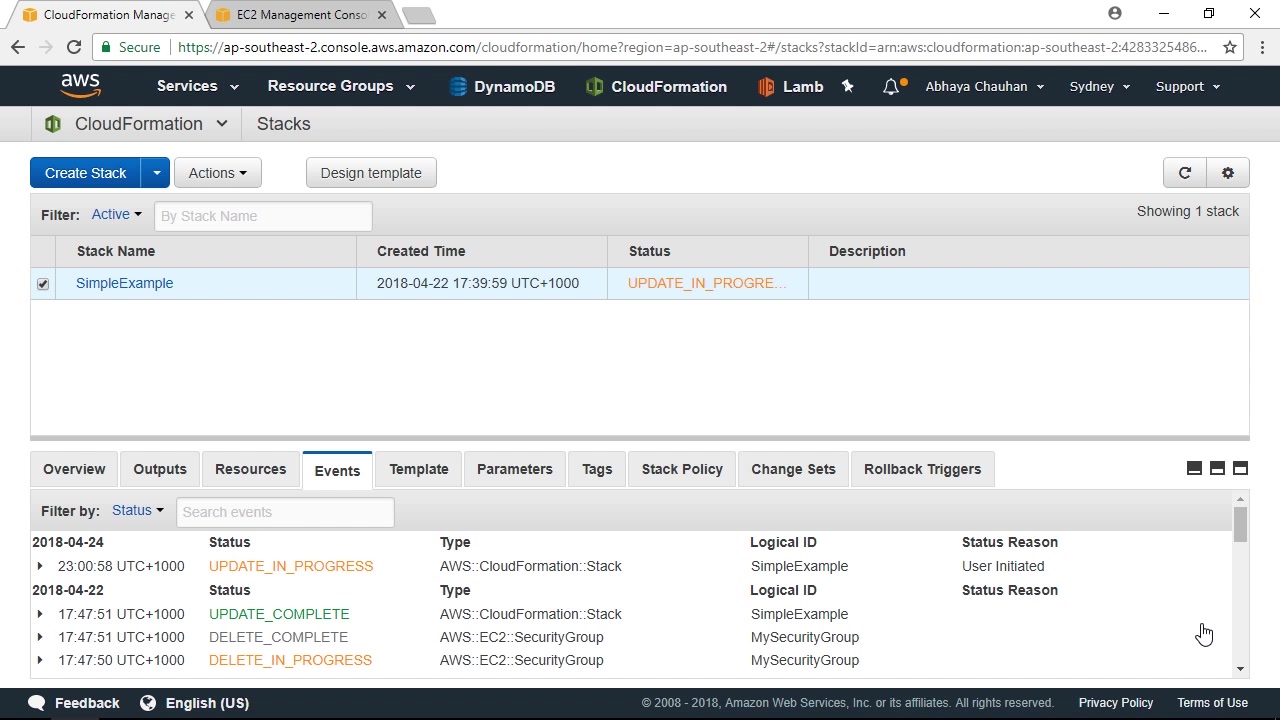 CloudFormation Manage
EC2 Management Conso
Secure
https://ap-southeast-2.console.aws.amazon.com/cloudformation/home?region=ap-southeast-2#/stacks?stackId=arn:aws:cloudformation:ap-southeast-2:4283325486...
aws Services Resource Groups DynamoDB CloudFormation Lamb Abhaya Chauhan Sydney Support
CloudFormation Stacks
Create Stack Actions Design template
Filter: Active By Stack Name Showing 1 stack
Stack Name Created Time Status Description
SimpleExample 2018-04-22 17:39:59 UTC+1000 UPDATE_IN_PROGRE...
Overview Outputs Resources Events Template Parameters Tags Stack Policy Change Sets Rollback Triggers
Filter by: Status Search events
2018-04-24 Status Type Logical ID Status Reason
23:00:58 UTC+1000 UPDATE_IN_PROGRESS AWS::CloudFormation::Stack SimpleExample User Initiated
2018-04-22 Status Type Logical ID Status Reason
17:47:51 UTC+1000 UPDATE_COMPLETE AWS::CloudFormation::Stack SimpleExample
17:47:51 UTC+1000 DELETE_COMPLETE AWS::EC2::SecurityGroup MySecurityGroup
17:47:50 UTC+1000 DELETE_IN_PROGRESS AWS::EC2::SecurityGroup MySecurityGroup
Feedback English (US) © 2008 - 2018, Amazon Web Services, Inc. or its affiliates. All rights reserved. Privacy Policy Terms of Use